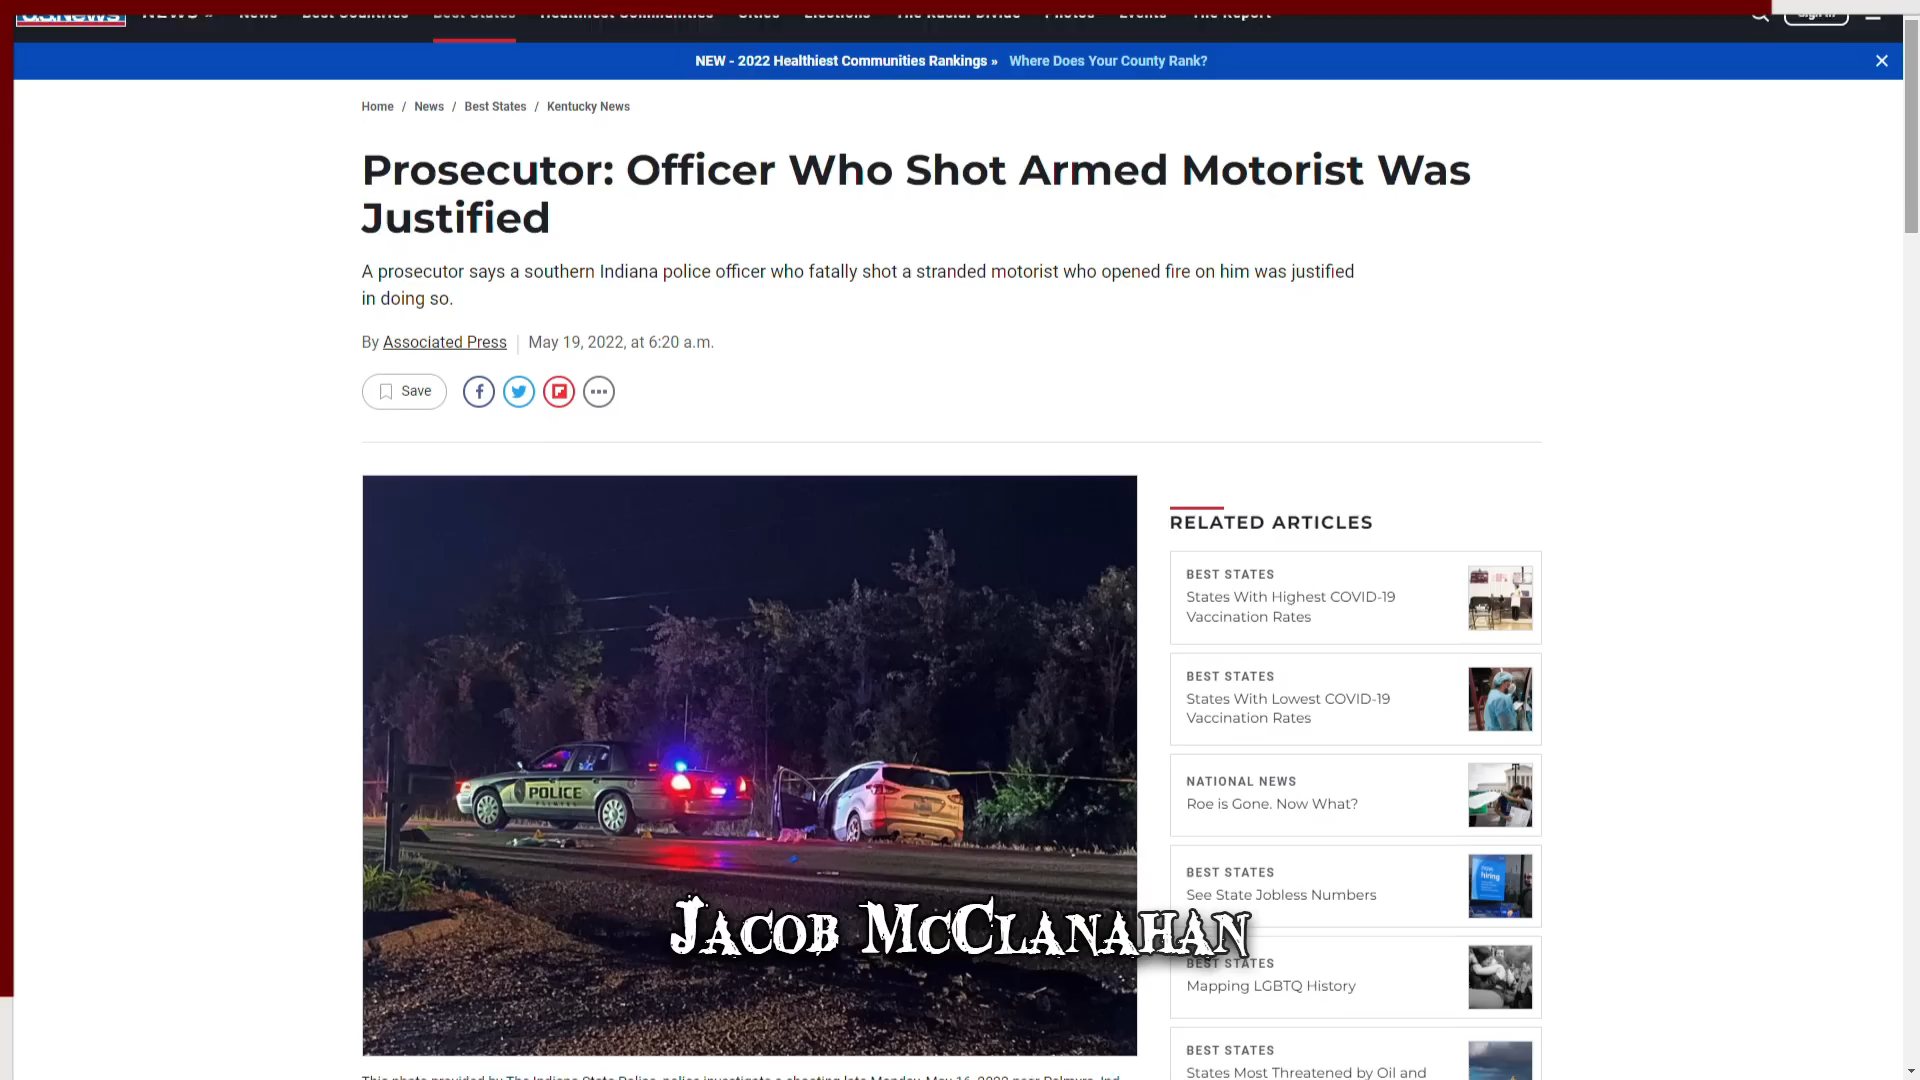 NEW - 2022 Healthiest Communities Rankings » Where Does Your County Rank?
Home / News / Best States / Kentucky News
Prosecutor: Officer Who Shot Armed Motorist Was
Justified
A prosecutor says a southern Indiana police officer who fatally shot a stranded motorist who opened fire on him was justified
in doing so.
By Associated Press | May 19, 2022, at 6:20 a.m.
Save
POLICE
RELATED ARTICLES
BEST STATES
States With Highest COVID-19
Vaccination Rates
BEST STATES
States With Lowest COVID-19
Vaccination Rates
NATIONAL NEWS
Roe is Gone. Now What?
BEST STATES
See State Jobless Numbers
hiring
Jacob McClanahan
BEST STATES
Mapping LGBTQ History
BEST STATES
States Most Threatened by Oil and